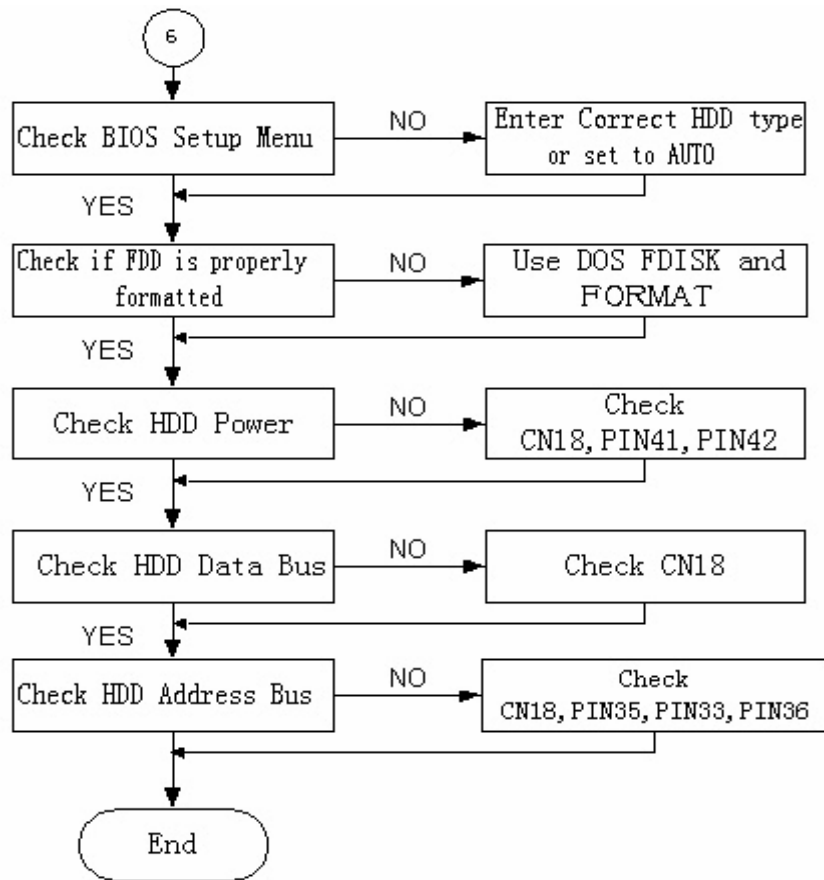 6
Check BIOS Setup Menu
NO
Enter Correct HDD type
or set to AUTO
YES
Check if FDD is properly
formatted
NO
Use DOS FDISK and
FORMAT
YES
Check HDD Power
NO
Check
CN18,PIN41,PIN42
YES
Check HDD Data Bus
NO
Check CN18
YES
Check HDD Address Bus
NO
Check
CN18,PIN35,PIN33,PIN36
End